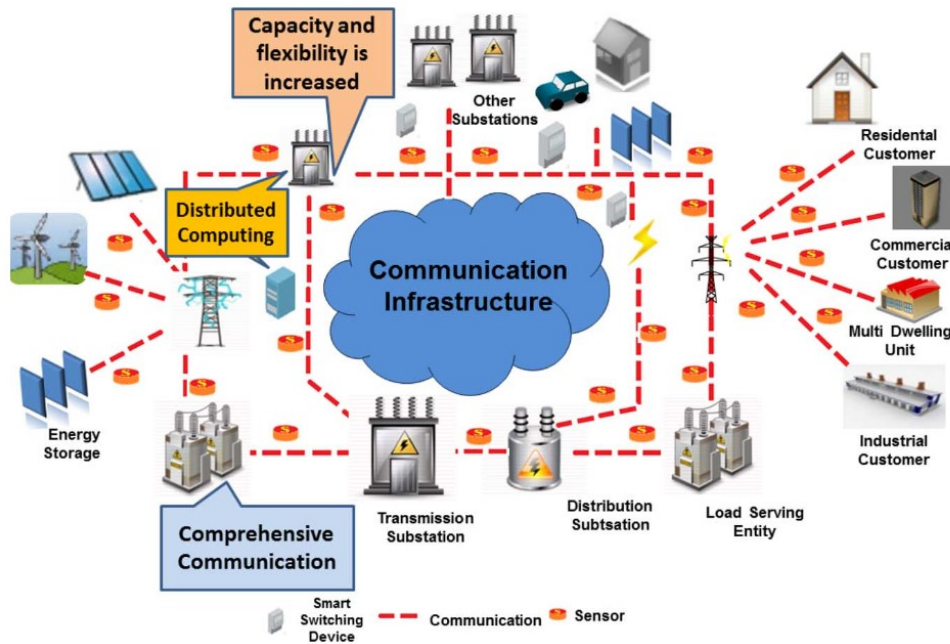 Capacity and
flexibility is
increased
Other
Substations
Residental
Customer
Distributed
Computing
Communication
Infrastructure
Commercia
Customer
Multi Dwelling
Unit
Energy
Storage
Industrial
Customer
Transmission
Substation
Distribution
Subtsation
Load Serving
Entity
Comprehensive
Communication
Smart
Switching
Device
Communication
S Sensor